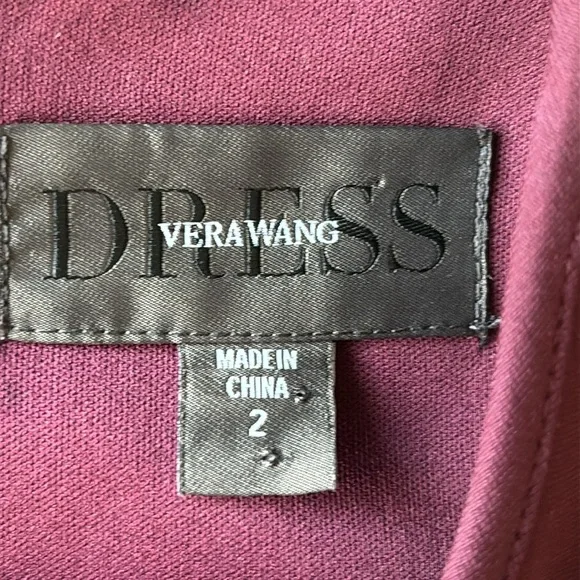 DRESS
VERA WANG
MADE IN
CHINA
2